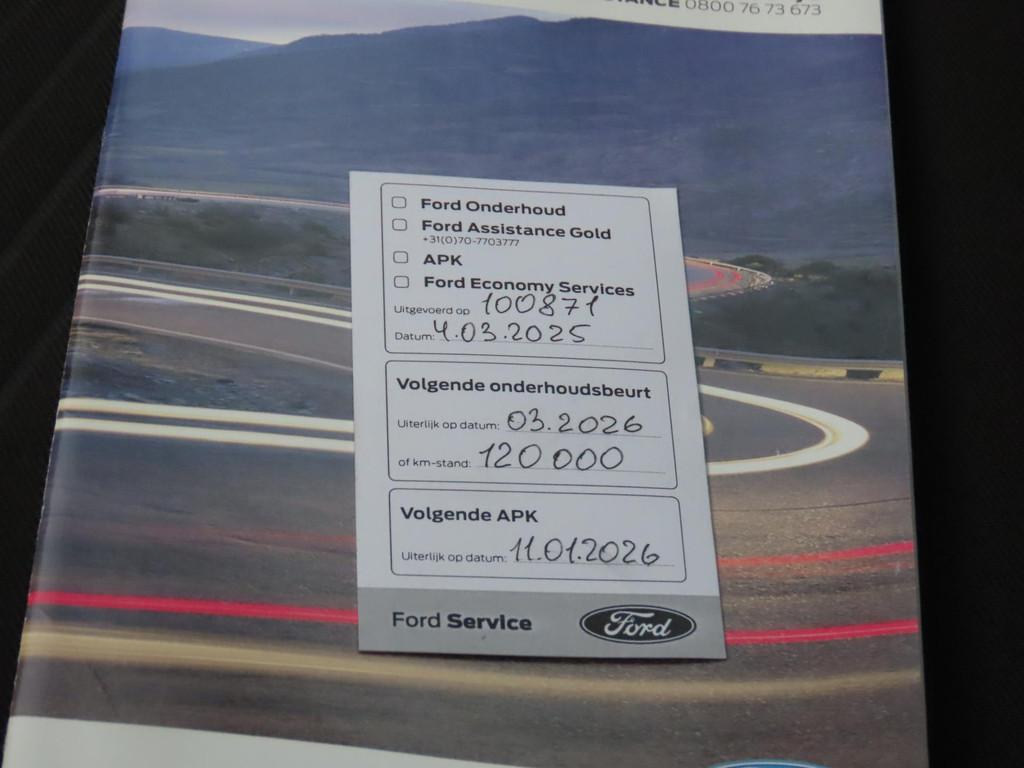 0800 76 73 673
Ford Onderhoud
Ford Assistance Gold
+31(0)70-7703777
APK
Ford Economy Services
Uitgevoerd op 100871
Datum: 4.03.2025
Volgende onderhoudsbeurt
Uiterlijk op datum: 03.2026
of km-stand: 120 000
Volgende APK
Uiterlijk op datum: 11.01.2026
Ford Service
Ford